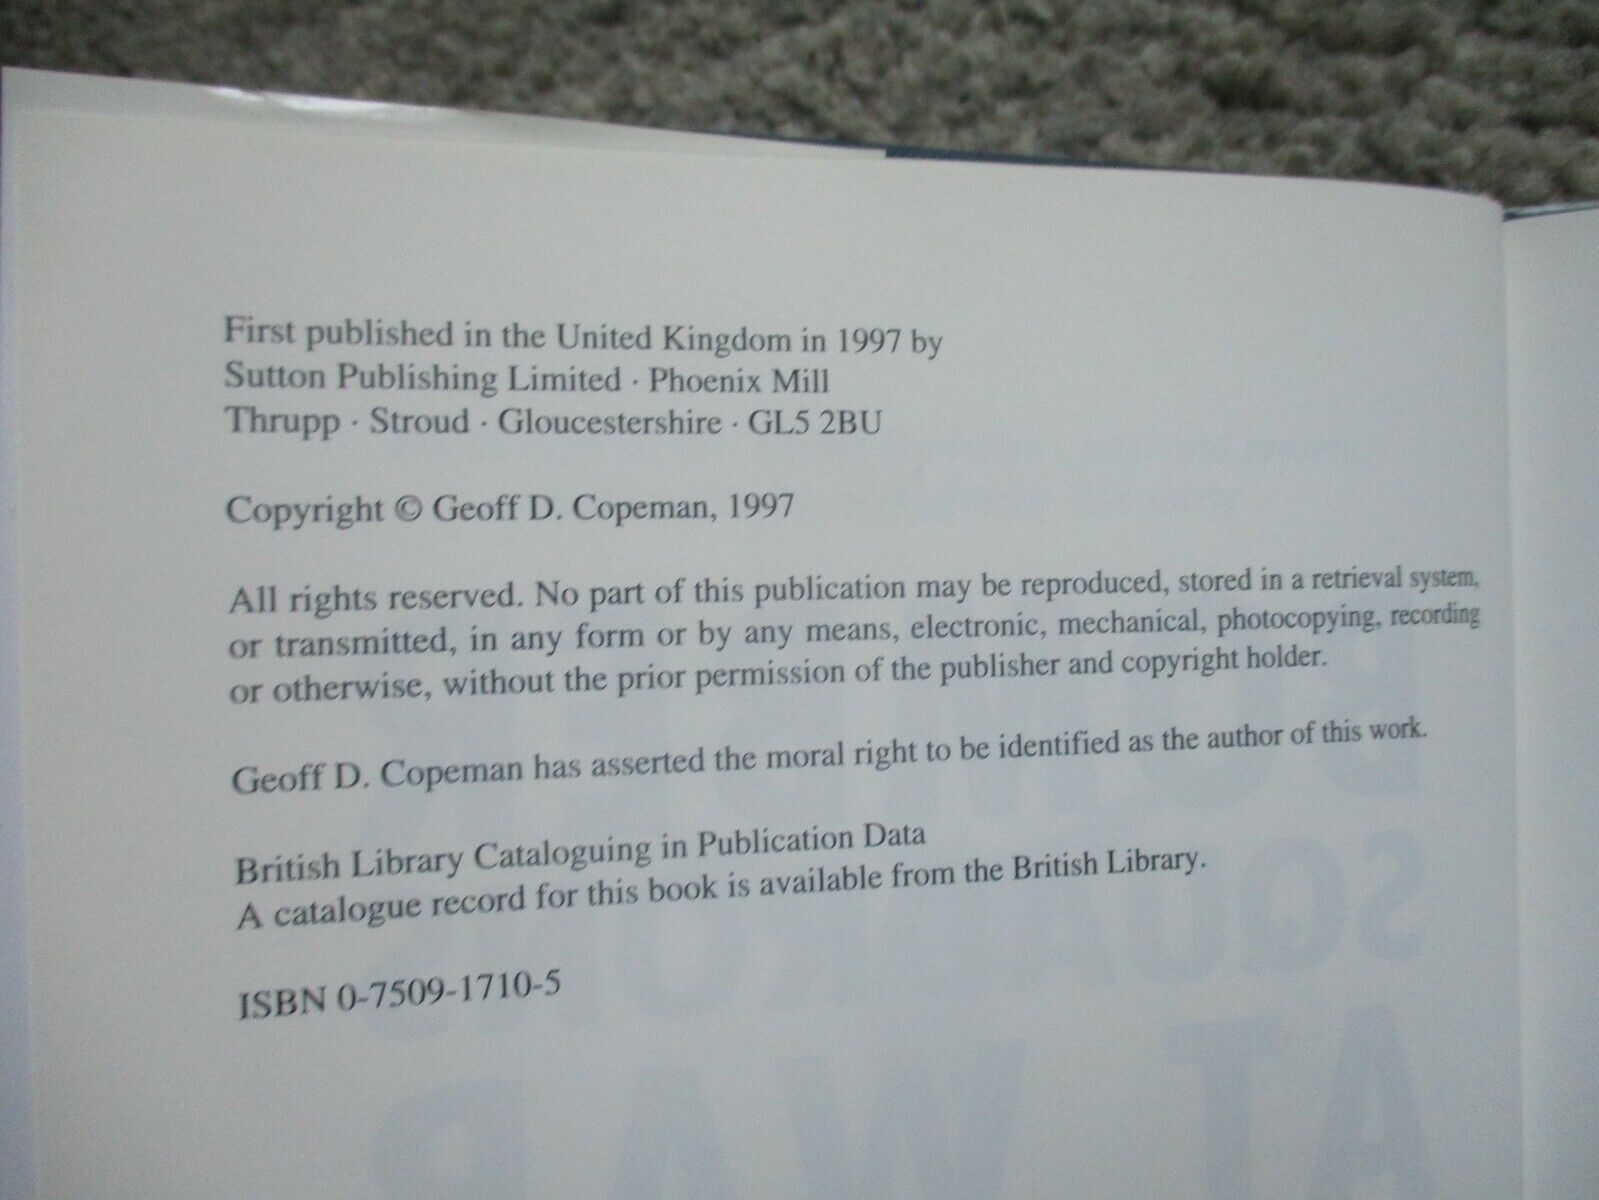 First published in the United Kingdom in 1997 by
Sutton Publishing Limited · Phoenix Mill
Thrupp · Stroud · Gloucestershire · GL5 2BU
Copyright © Geoff D. Copeman, 1997
All rights reserved. No part of this publication may be reproduced, stored in a retrieval system,
or transmitted, in any form or by any means, electronic, mechanical, photocopying, recording
or otherwise, without the prior permission of the publisher and copyright holder.
Geoff D. Copeman has asserted the moral right to be identified as the author of this work.
British Library Cataloguing in Publication Data
A catalogue record for this book is available from the British Library.
ISBN 0-7509-1710-5